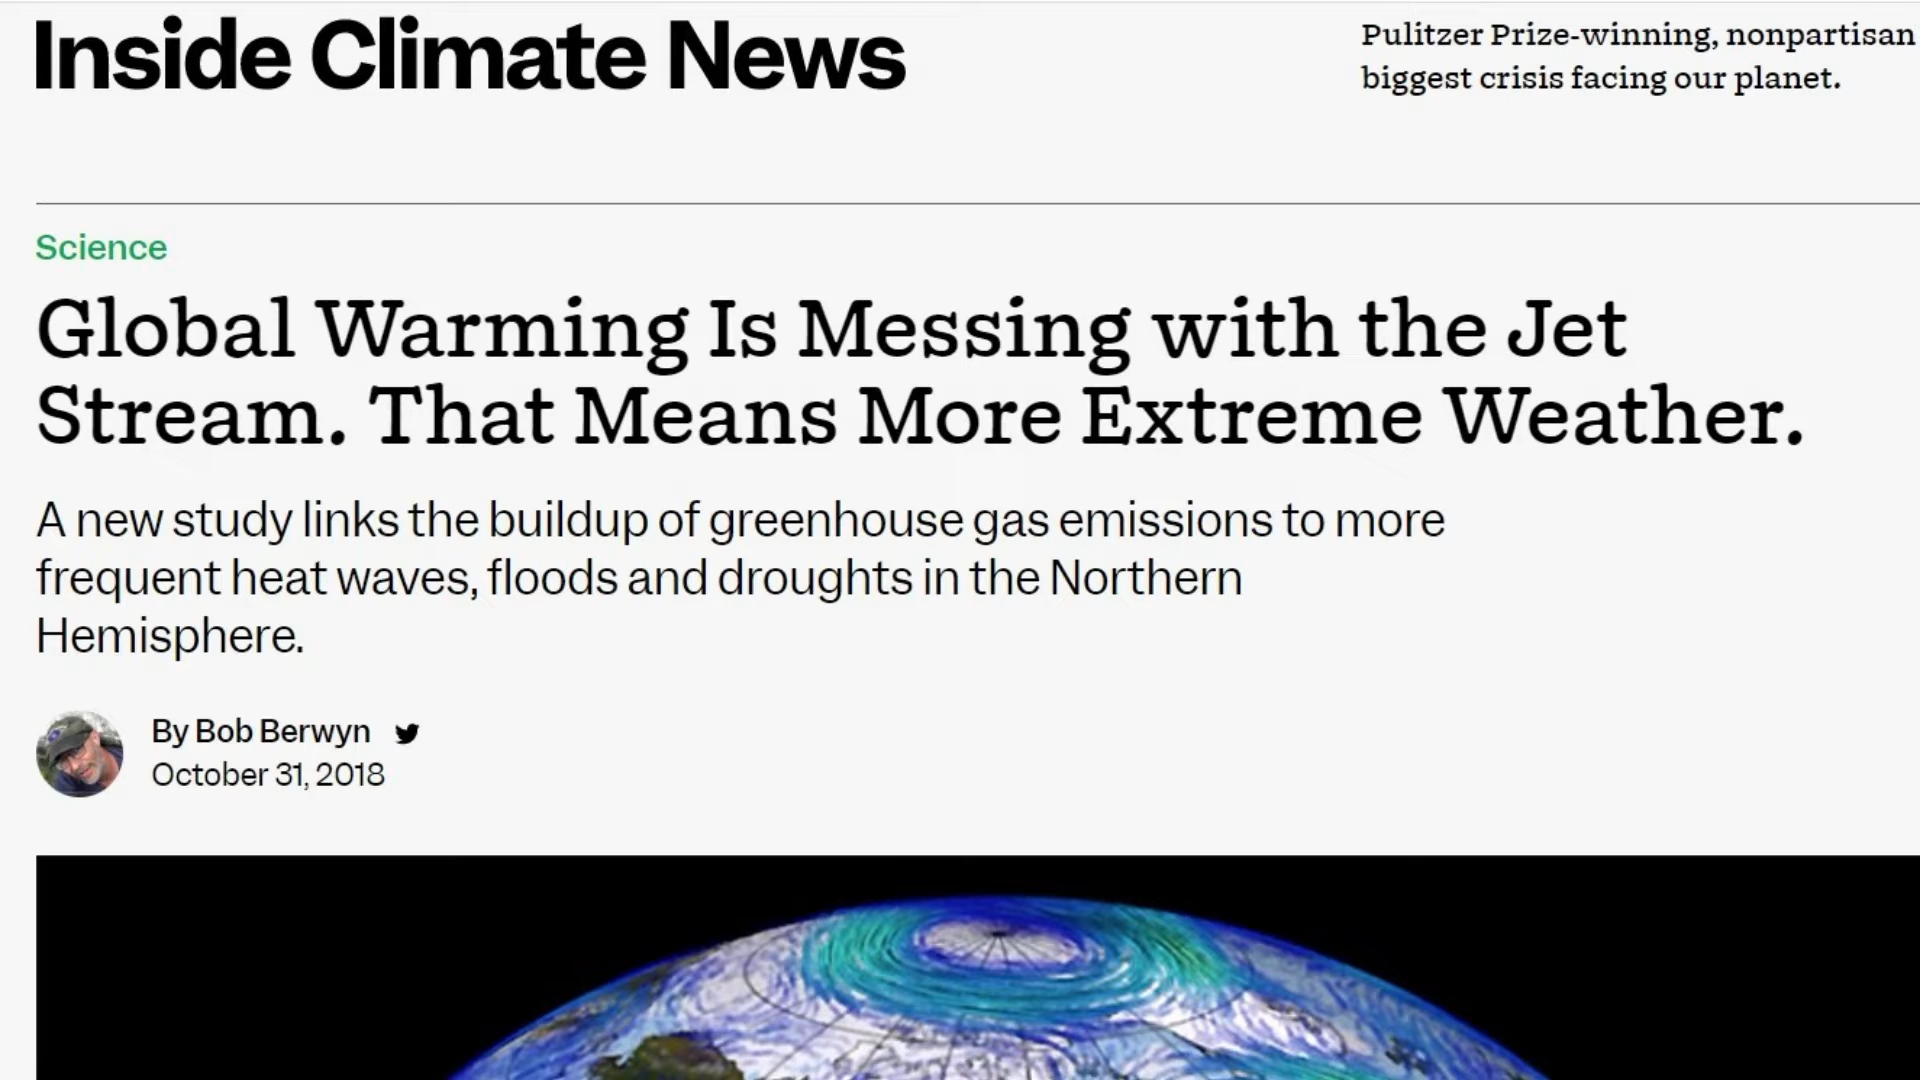 Inside Climate News
Pulitzer Prize-winning, nonpartisan
biggest crisis facing our planet.
Science
Global Warming Is Messing with the Jet
Stream. That Means More Extreme Weather.
A new study links the buildup of greenhouse gas emissions to more
frequent heat waves, floods and droughts in the Northern
Hemisphere.
By Bob Berwyn
October 31, 2018